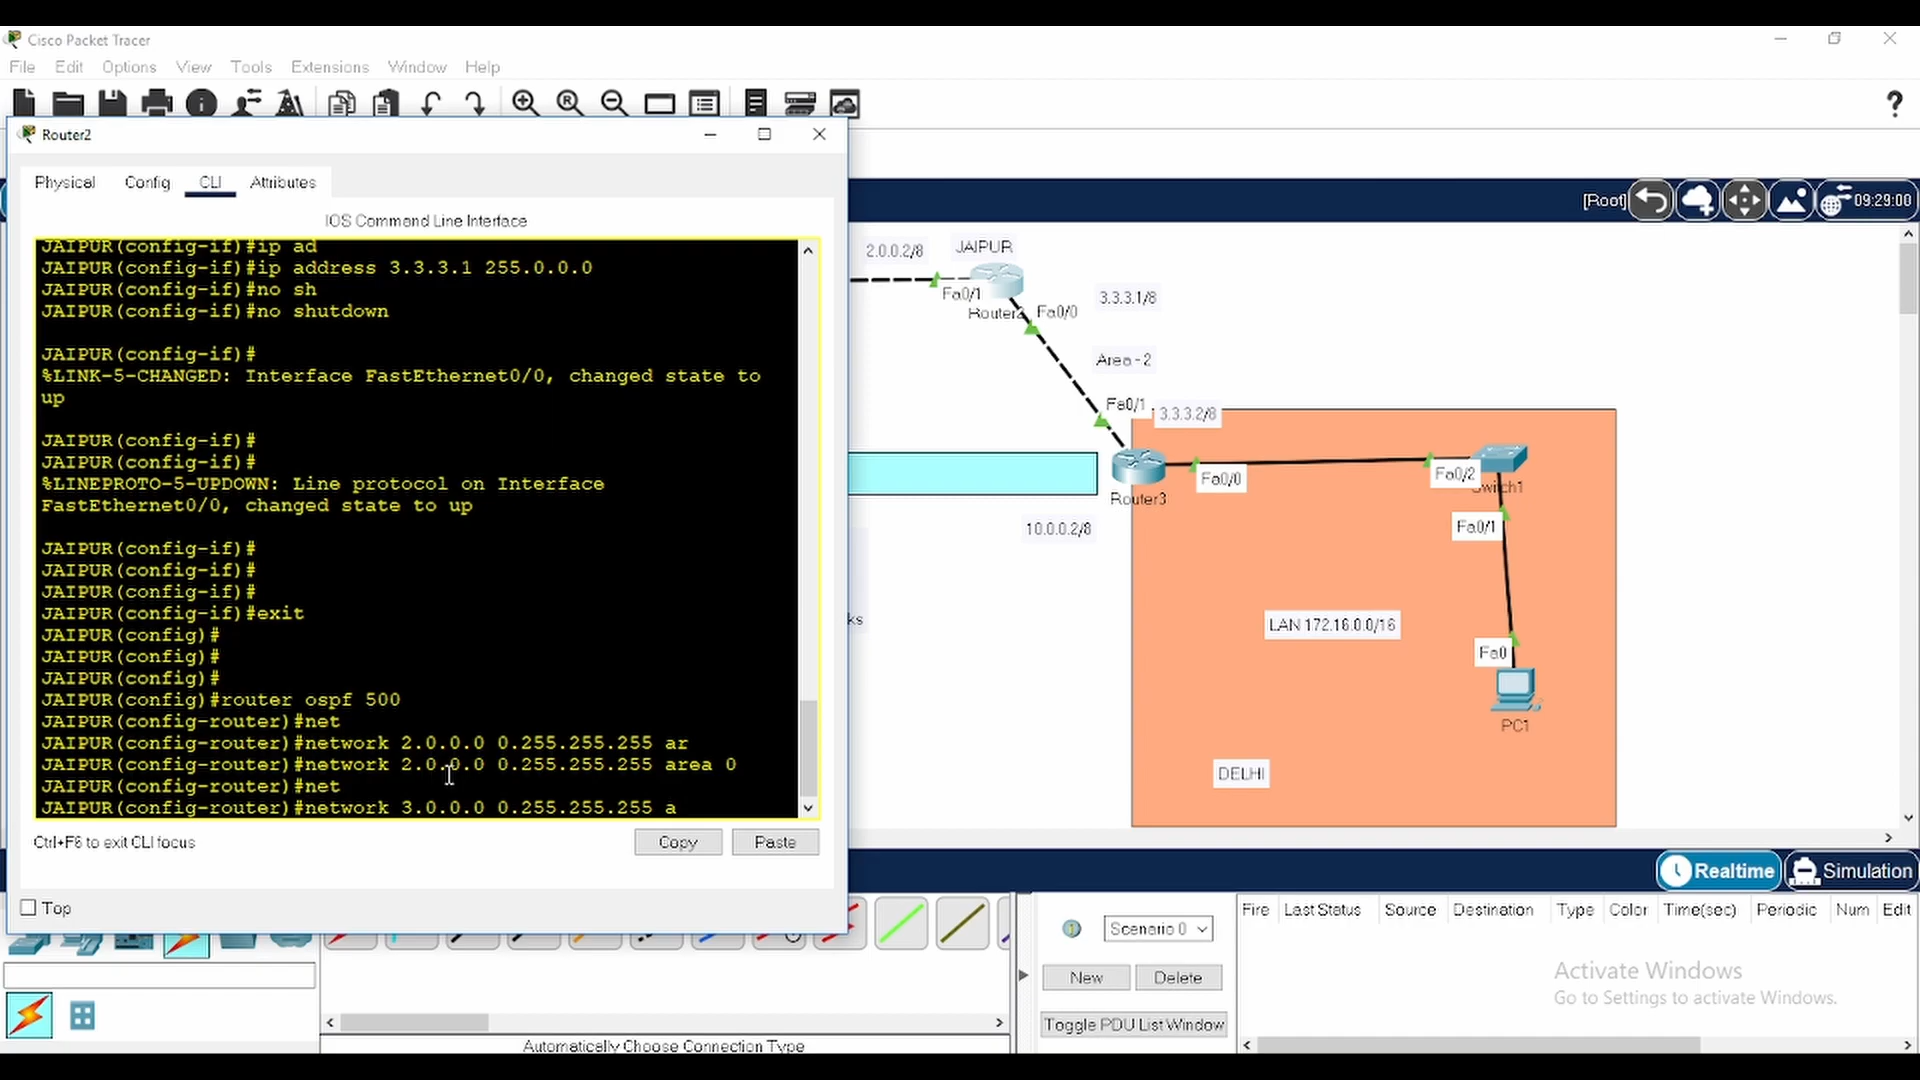 Cisco Packet Tracer
File Edit Options View Tools Extensions Window Help
Router2
Physical Config CLI Attributes
IOS Command Line Interface
JAIPUR(config-if)#ip ad
JAIPUR(config-if)#ip address 3.3.3.1 255.0.0.0
JAIPUR(config-if)#no sh
JAIPUR(config-if)#no shutdown
JAIPUR(config-if)#
%LINK-5-CHANGED: Interface FastEthernet0/0, changed state to
up
JAIPUR(config-if)#
JAIPUR(config-if)#
%LINEPROTO-5-UPDOWN: Line protocol on Interface
FastEthernet0/0, changed state to up
JAIPUR(config-if)#
JAIPUR(config-if)#
JAIPUR(config-if)#
JAIPUR(config-if)#exit
JAIPUR(config)#
JAIPUR(config)#
JAIPUR(config)#
JAIPUR(config)#router ospf 500
JAIPUR(config-router)#net
JAIPUR(config-router)#network 2.0.0.0 0.255.255.255 ar
JAIPUR(config-router)#network 2.0.0.0 0.255.255.255 area 0
JAIPUR(config-router)#net
JAIPUR(config-router)#network 3.0.0.0 0.255.255.255 a
Ctrl+F6 to exit CLI focus
Copy Paste
Top
[Root] 09:29:00
2.0.0.2/8 JAIPUR
Fa0/1
Router2 Fa0/0
3.3.3.1/8
Area - 2
Fa0/1
3.3.3.2/8
Router3
Fa0/0
Fa0/2
Switch1
10.0.0.2/8
Fa0/1
ks
LAN 172.16.0.0/16
Fa0
PC1
DELHI
Realtime Simulation
Scenario 0
New Delete
Toggle PDU List Window
Fire Last Status Source Destination Type Color Time(sec) Periodic Num Edit
Activate Windows
Go to Settings to activate Windows.
Automatically Choose Connection Type